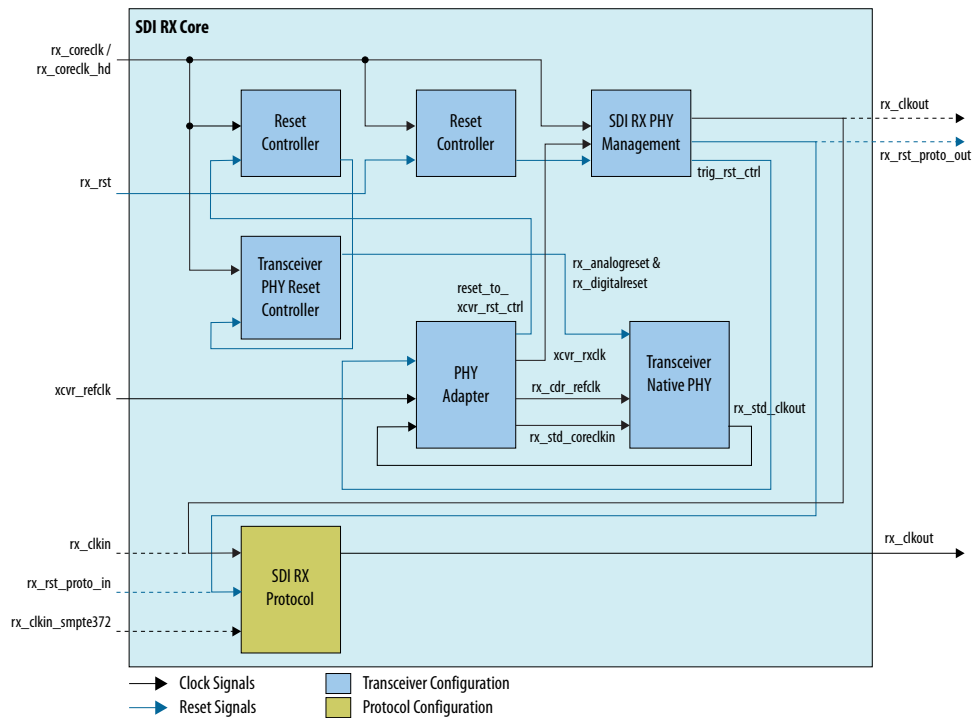 SDI RX Core
rx_coreclk /
rx_coreclk_hd
Reset
Controller
Reset
Controller
SDI RX PHY
Management
rx_clkout
rx_rst_proto_out
trig_rst_ctrl
rx_rst
Transceiver
PHY Reset
Controller
rx_analogreset &
rx_digitalreset
reset_to_
xcvr_rst_ctrl
PHY
Adapter
xcvr_rxclk
Transceiver
Native PHY
xcvr_refclk
rx_cdr_refclk
rx_std_clkout
rx_std_coreclkin
rx_clkin
rx_clkout
rx_rst_proto_in
SDI RX
Protocol
rx_clkin_smpte372
Clock Signals
Transceiver Configuration
Reset Signals
Protocol Configuration